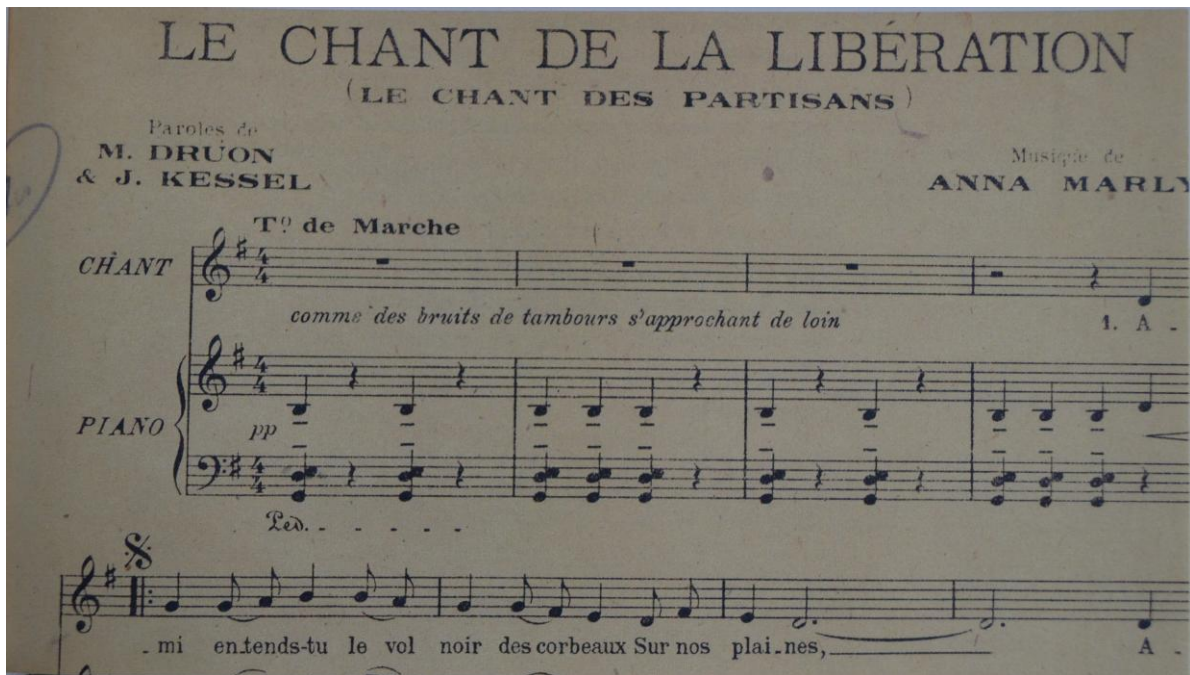 LE CHANT DE LA LIBÉRATION
(LE CHANT DES PARTISANS)
Paroles de
M. DRUON
& J. KESSEL
Musique de
ANNA MARLY
Tº de Marche
CHANT
comme des bruits de tambours s'approchant de loin
1. A -
PIANO
pp
Ped. - - - - -
- mi en-tends-tu le vol noir des corbeaux Sur nos plai-nes, A -